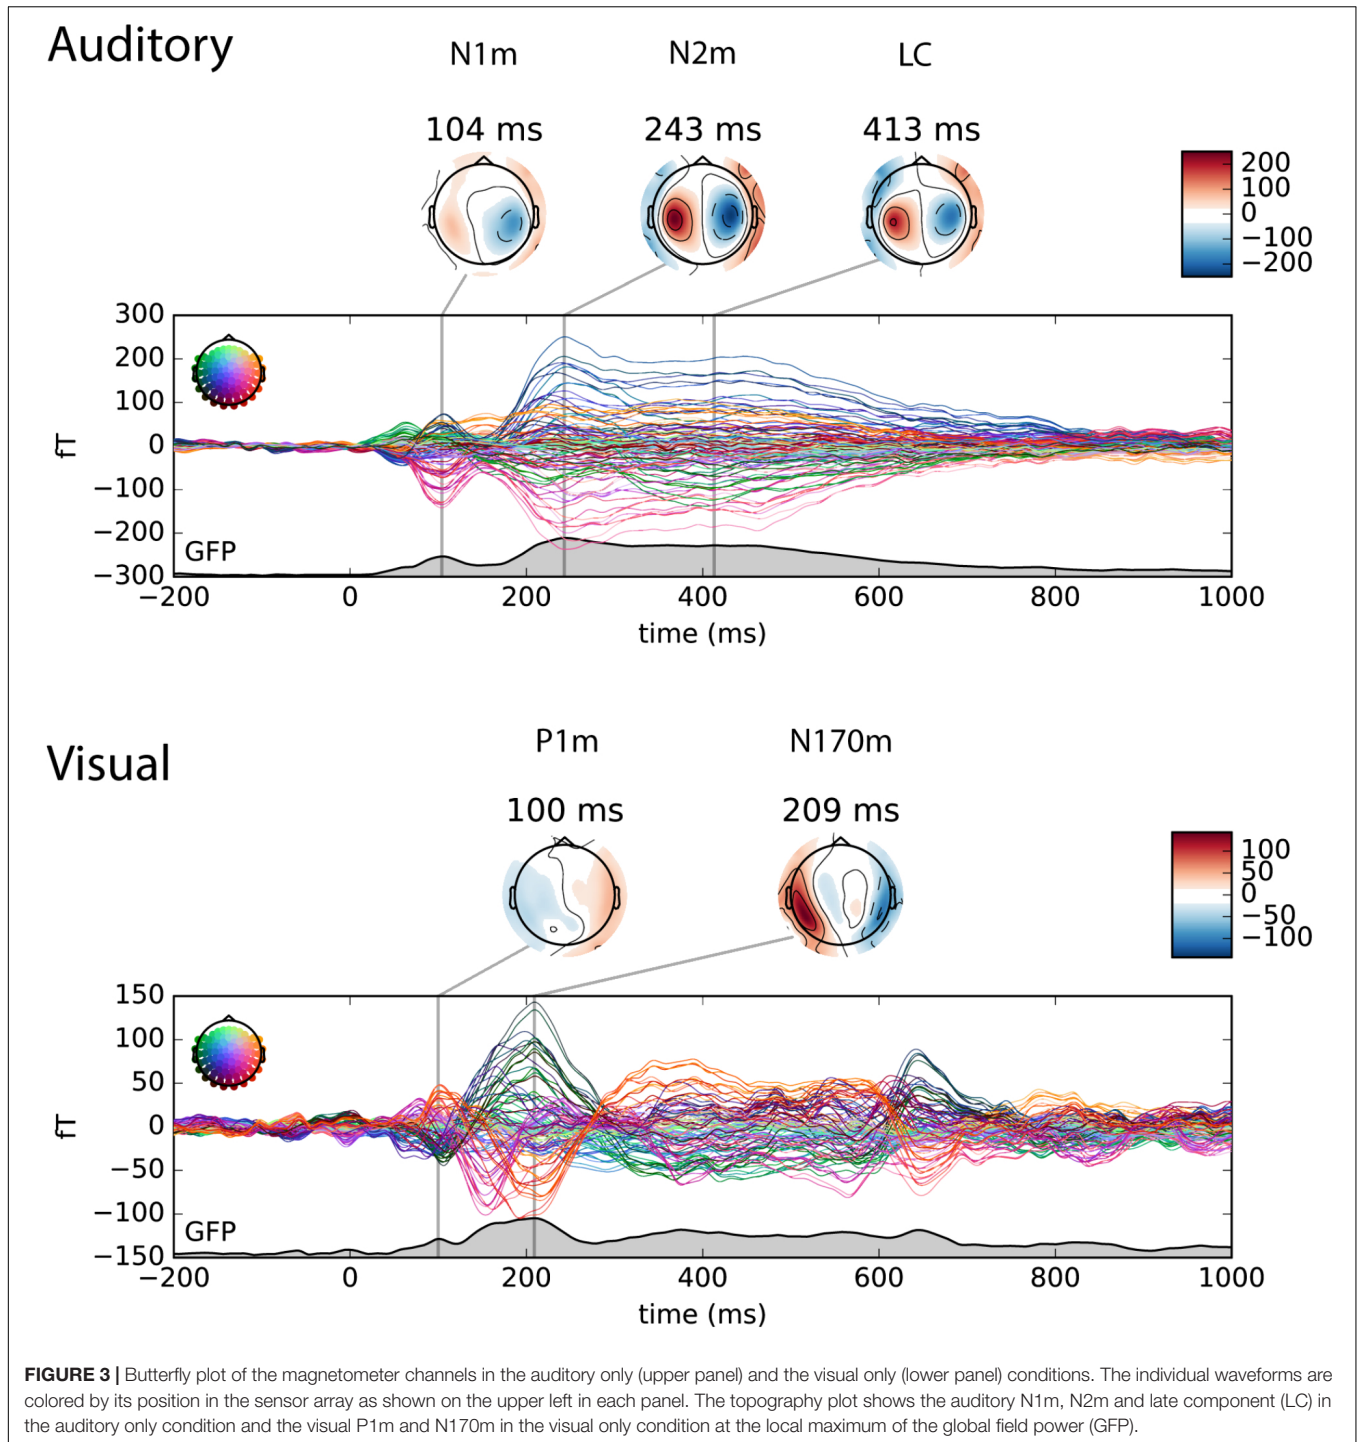 Auditory
N1m N2m LC
104 ms 243 ms 413 ms
200
100
0
−100
−200
300
200
100
0
−100
−200
−300
fT
GFP
−200 0 200 400 600 800 1000
time (ms)
Visual
P1m N170m
100 ms 209 ms
100
50
0
−50
−100
150
100
50
0
−50
−100
−150
fT
GFP
−200 0 200 400 600 800 1000
time (ms)
FIGURE 3 | Butterfly plot of the magnetometer channels in the auditory only (upper panel) and the visual only (lower panel) conditions. The individual waveforms are
colored by its position in the sensor array as shown on the upper left in each panel. The topography plot shows the auditory N1m, N2m and late component (LC) in
the auditory only condition and the visual P1m and N170m in the visual only condition at the local maximum of the global field power (GFP).